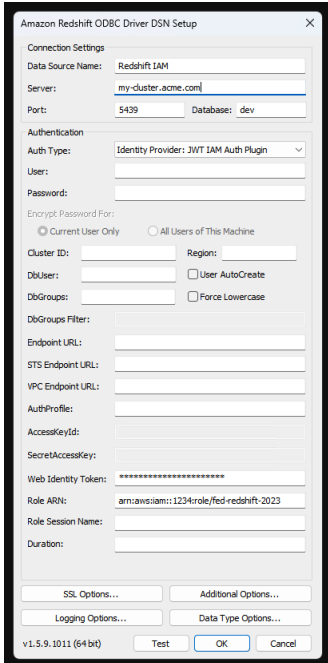 Amazon Redshift ODBC Driver DSN Setup
Connection Settings
Data Source Name: Redshift IAM
Server: my-cluster.acme.com
Port: 5439 Database: dev
Authentication
Auth Type: Identity Provider: JWT IAM Auth Plugin
User:
Password:
Encrypt Password For:
Current User Only All Users of This Machine
Cluster ID: Region:
DbUser: User AutoCreate
DbGroups: Force Lowercase
DbGroups Filter:
Endpoint URL:
STS Endpoint URL:
VPC Endpoint URL:
AuthProfile:
AccessKeyId:
SecretAccessKey:
Web Identity Token: **********************
Role ARN: arn:aws:iam::1234:role/fed-redshift-2023
Role Session Name:
Duration:
SSL Options... Additional Options...
Logging Options... Data Type Options...
v1.5.9.1011 (64 bit) Test OK Cancel